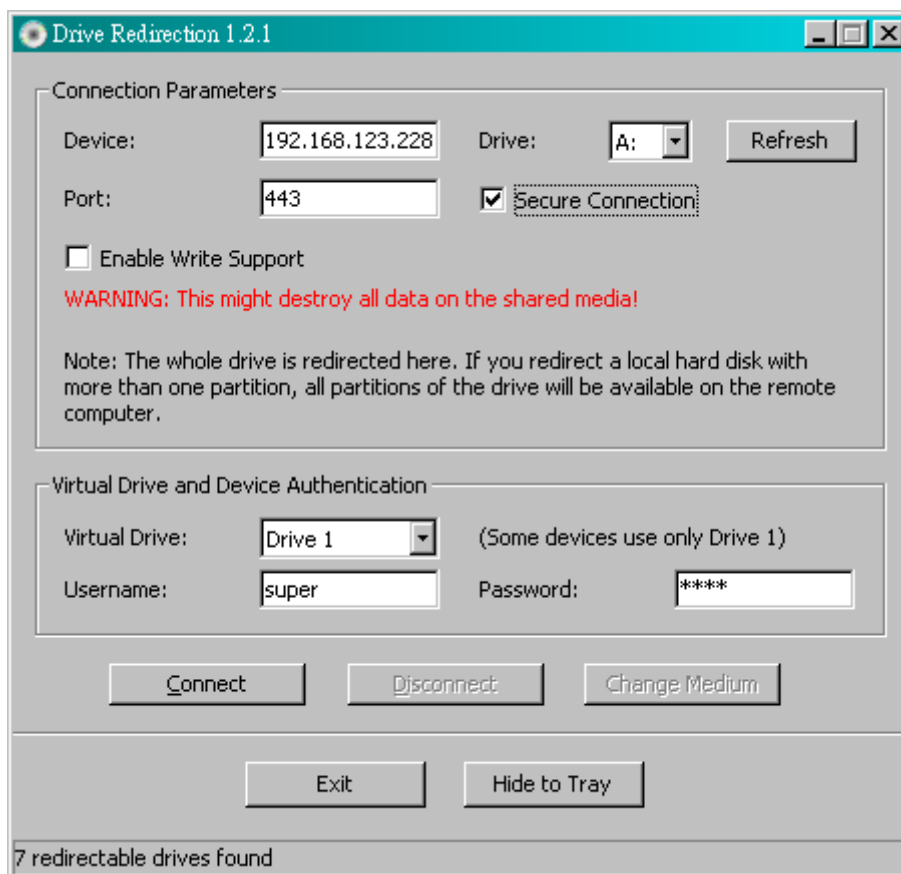 Drive Redirection 1.2.1
Connection Parameters
Device: 192.168.123.228 Drive: A: Refresh
Port: 443 Secure Connection
Enable Write Support
WARNING: This might destroy all data on the shared media!
Note: The whole drive is redirected here. If you redirect a local hard disk with
more than one partition, all partitions of the drive will be available on the remote
computer.
Virtual Drive and Device Authentication
Virtual Drive: Drive 1 (Some devices use only Drive 1)
Username: super Password: ****
Connect Disconnect Change Medium
Exit Hide to Tray
7 redirectable drives found